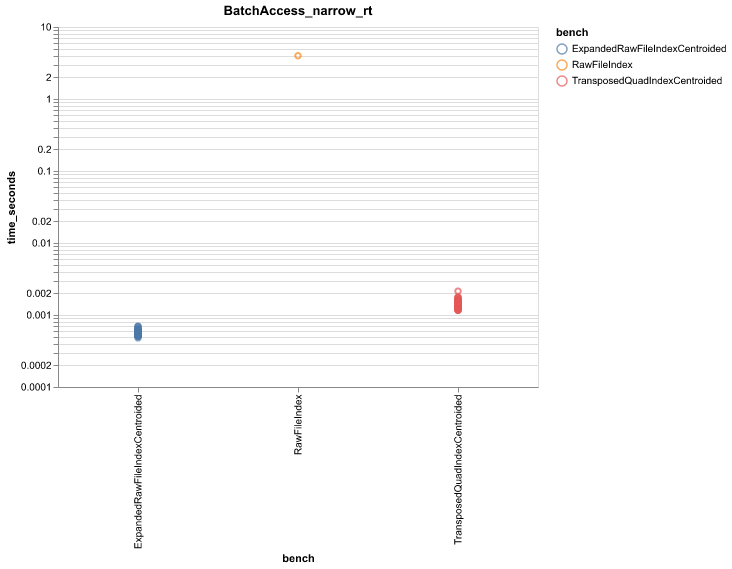 BatchAccess_narrow_rt
bench
ExpandedRawFileIndexCentroided
RawFileIndex
TransposedQuadIndexCentroided
time_seconds
10
2
1
0.2
0.1
0.02
0.01
0.002
0.001
0.0002
0.0001
ExpandedRawFileIndexCentroided
RawFileIndex
TransposedQuadIndexCentroided
bench